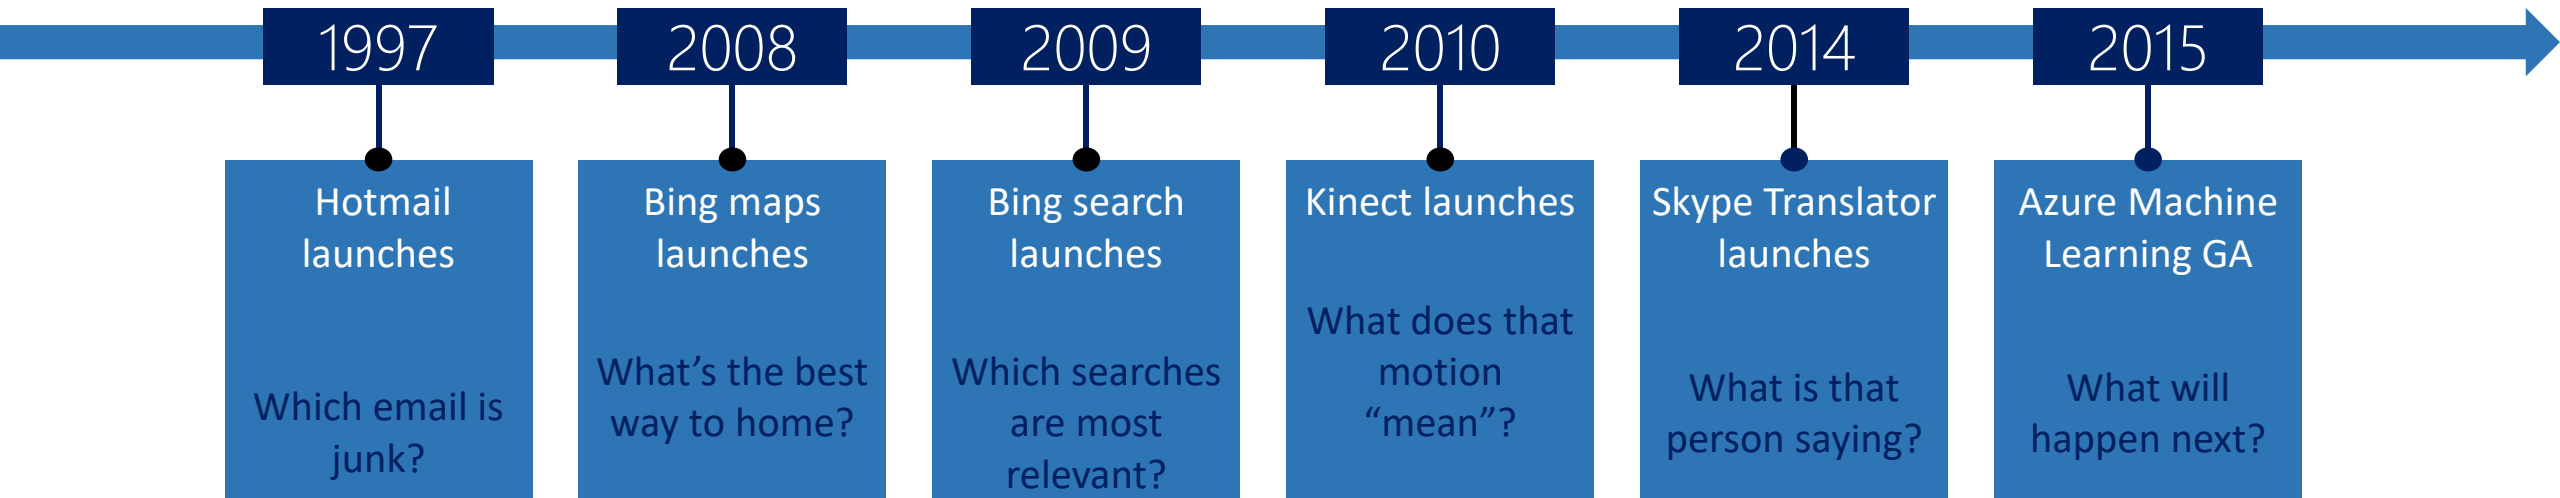 1997
2008
2009
2010
2014
2015
Hotmail
launches
Which email is
junk?
Bing maps
launches
What’s the best
way to home?
Bing search
launches
Which searches
are most
relevant?
Kinect launches
What does that
motion
“mean”?
Skype Translator
launches
What is that
person saying?
Azure Machine
Learning GA
What will
happen next?